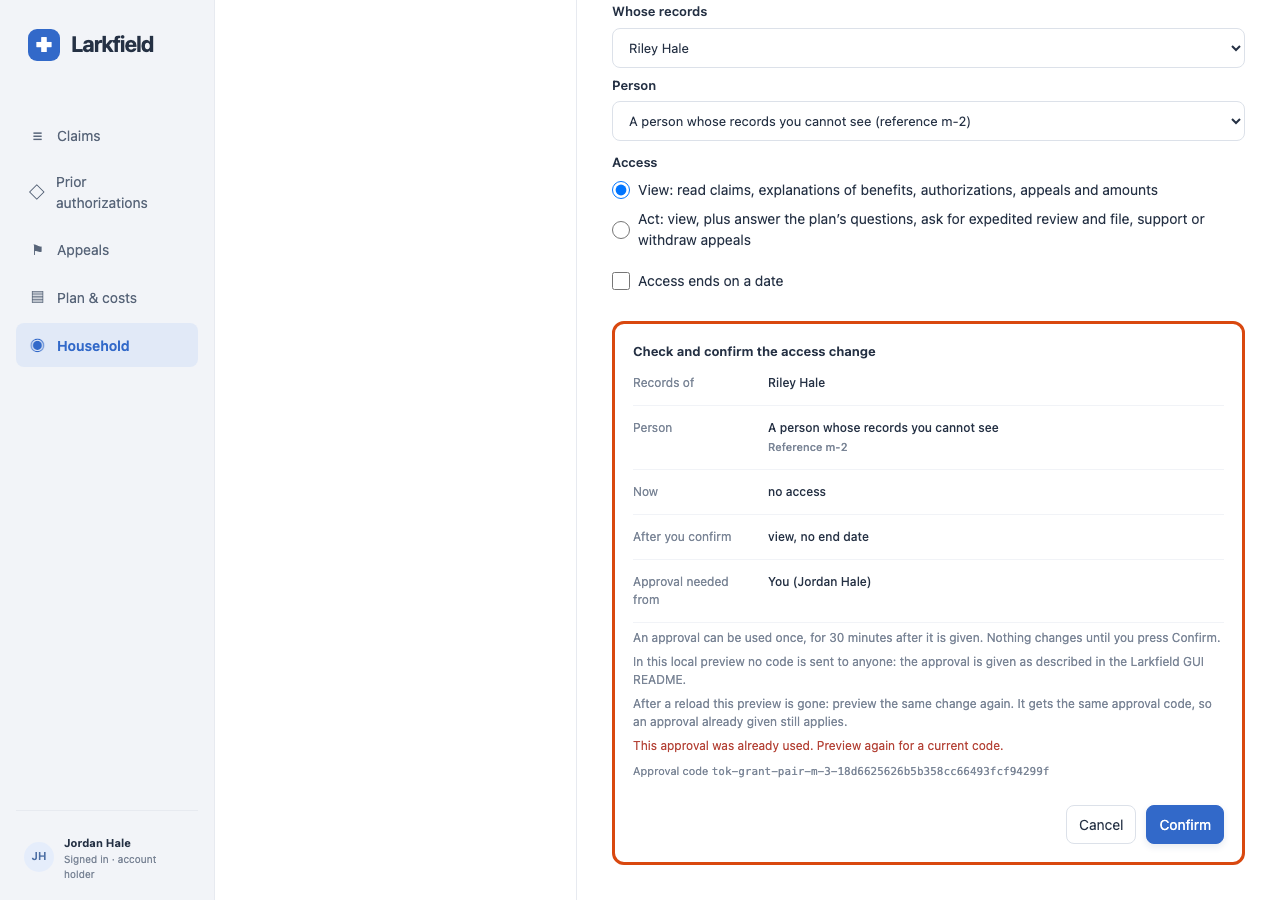 Larkfield
Claims
Prior
authorizations
Appeals
Plan & costs
Household
JH
Jordan Hale
Signed in · account
holder
Whose records
Riley Hale
Person
A person whose records you cannot see (reference m-2)
Access
View: read claims, explanations of benefits, authorizations, appeals and amounts
Act: view, plus answer the plan’s questions, ask for expedited review and file, support or
withdraw appeals
Access ends on a date
Check and confirm the access change
Records of
Riley Hale
Person
A person whose records you cannot see
Reference m-2
Now
no access
After you confirm
view, no end date
Approval needed
from
You (Jordan Hale)
An approval can be used once, for 30 minutes after it is given. Nothing changes until you press Confirm.
In this local preview no code is sent to anyone: the approval is given as described in the Larkfield GUI
README.
After a reload this preview is gone: preview the same change again. It gets the same approval code, so
an approval already given still applies.
This approval was already used. Preview again for a current code.
Approval code tok-grant-pair-m-3-18d6625626b5b358cc66493fcf94299f
Cancel
Confirm